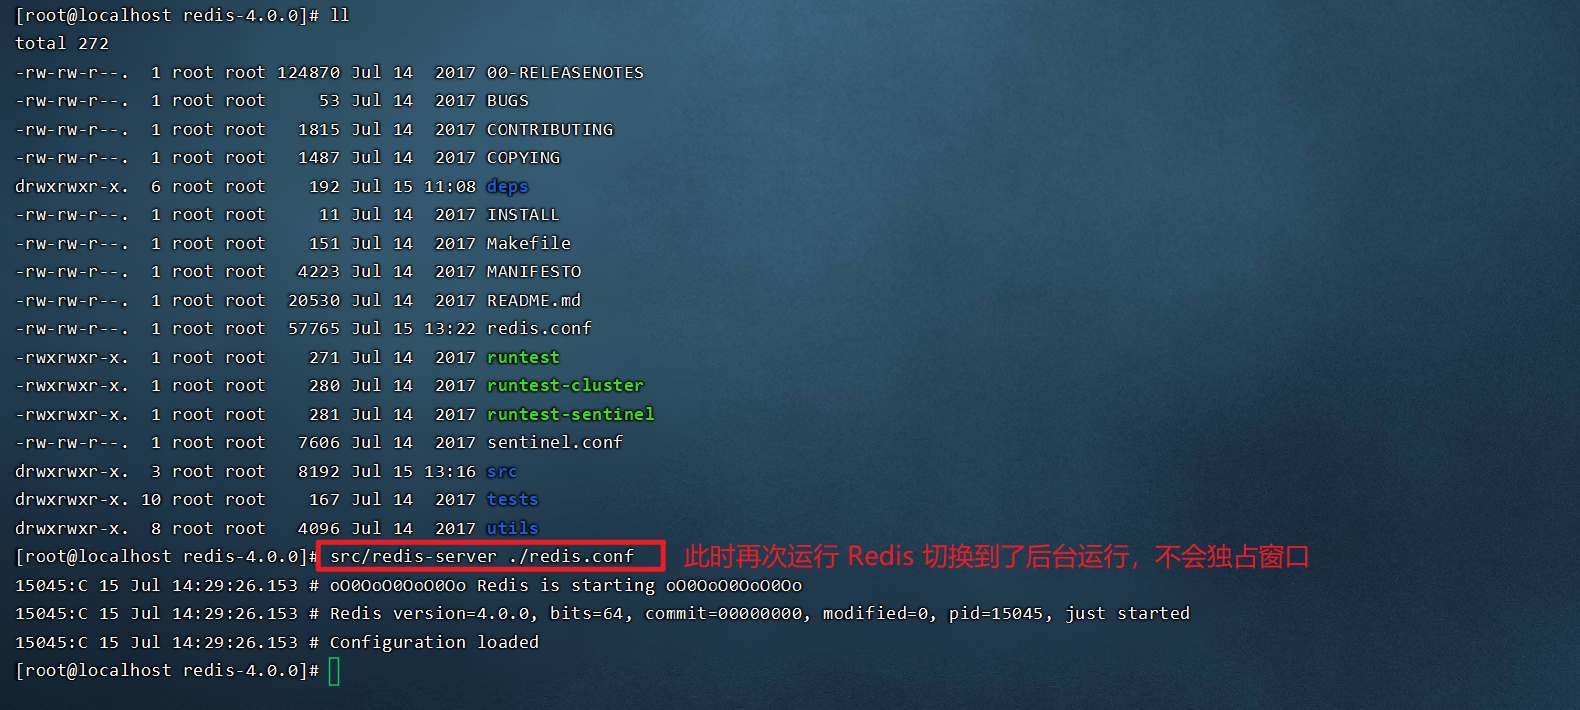 [root@localhost redis-4.0.0]# ll
total 272
-rw-rw-r--.  1 root root 124870 Jul 14  2017 00-RELEASENOTES
-rw-rw-r--.  1 root root     53 Jul 14  2017 BUGS
-rw-rw-r--.  1 root root   1815 Jul 14  2017 CONTRIBUTING
-rw-rw-r--.  1 root root   1487 Jul 14  2017 COPYING
drwxrwxr-x.  6 root root    192 Jul 15 11:08 deps
-rw-rw-r--.  1 root root     11 Jul 14  2017 INSTALL
-rw-rw-r--.  1 root root    151 Jul 14  2017 Makefile
-rw-rw-r--.  1 root root   4223 Jul 14  2017 MANIFESTO
-rw-rw-r--.  1 root root  20530 Jul 14  2017 README.md
-rw-rw-r--.  1 root root  57765 Jul 15 13:22 redis.conf
-rwxrwxr-x.  1 root root    271 Jul 14  2017 runtest
-rwxrwxr-x.  1 root root    280 Jul 14  2017 runtest-cluster
-rwxrwxr-x.  1 root root    281 Jul 14  2017 runtest-sentinel
-rw-rw-r--.  1 root root   7606 Jul 14  2017 sentinel.conf
drwxrwxr-x.  3 root root   8192 Jul 15 13:16 src
drwxrwxr-x. 10 root root    167 Jul 14  2017 tests
drwxrwxr-x.  8 root root   4096 Jul 14  2017 utils
[root@localhost redis-4.0.0]# src/redis-server ./redis.conf 此时再次运行 Redis 切换到了后台运行，不会独占窗口
15045:C 15 Jul 14:29:26.153 # oO0OoO0OoO0Oo Redis is starting oO0OoO0OoO0Oo
15045:C 15 Jul 14:29:26.153 # Redis version=4.0.0, bits=64, commit=00000000, modified=0, pid=15045, just started
15045:C 15 Jul 14:29:26.153 # Configuration loaded
[root@localhost redis-4.0.0]#